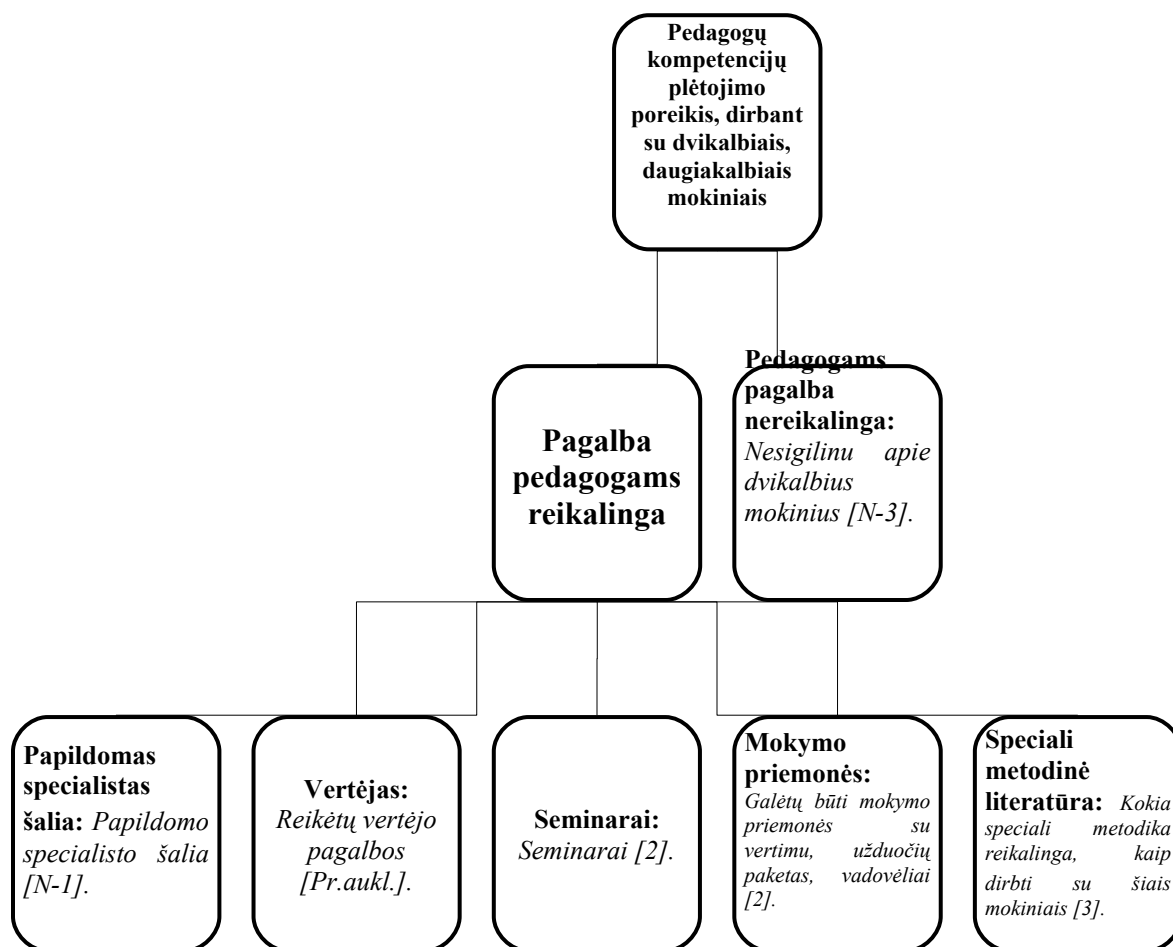 Pedagogų
kompetencijų
plėtojimo
poreikis, dirbant
su dvikalbiais,
daugiakalbiais
mokiniais
Pagalba
pedagogams
reikalinga
Pedagogams
pagalba
nereikalinga:
Nesigilinu apie
dvikalbius
mokinius [N-3].
Papildomas
specialistas
šalia: Papildomo
specialisto šalia
[N-1].
Vertėjas:
Reikėtų vertėjo
pagalbos
[Pr.aukl.].
Seminarai:
Seminarai [2].
Mokymo
priemonės:
Galėtų būti mokymo
priemonės su
vertimu, užduočių
paketas, vadovėliai
[2].
Speciali
metodinė
literatūra: Kokia
speciali metodika
reikalinga, kaip
dirbti su šiais
mokiniais [3].